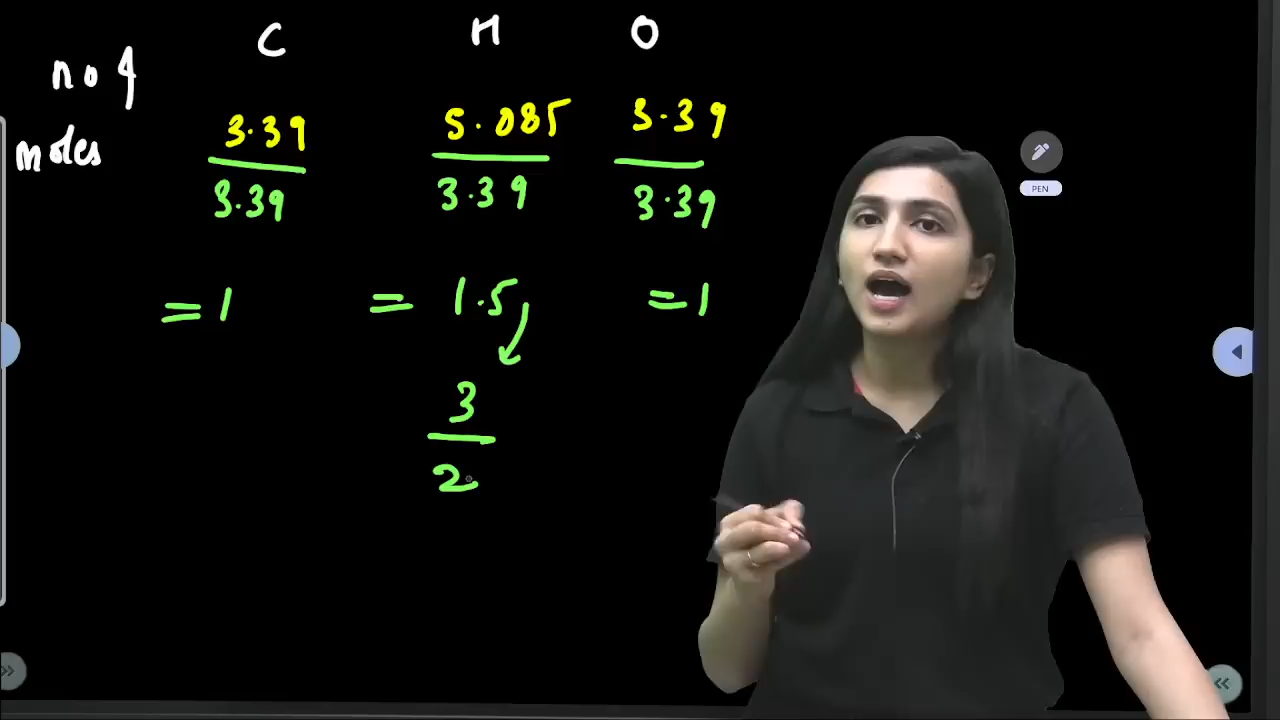 C H O
no of
moles
3.39 5.085 3.39
3.39 3.39 3.39
= 1 = 1.5 = 1
3
2
PEN